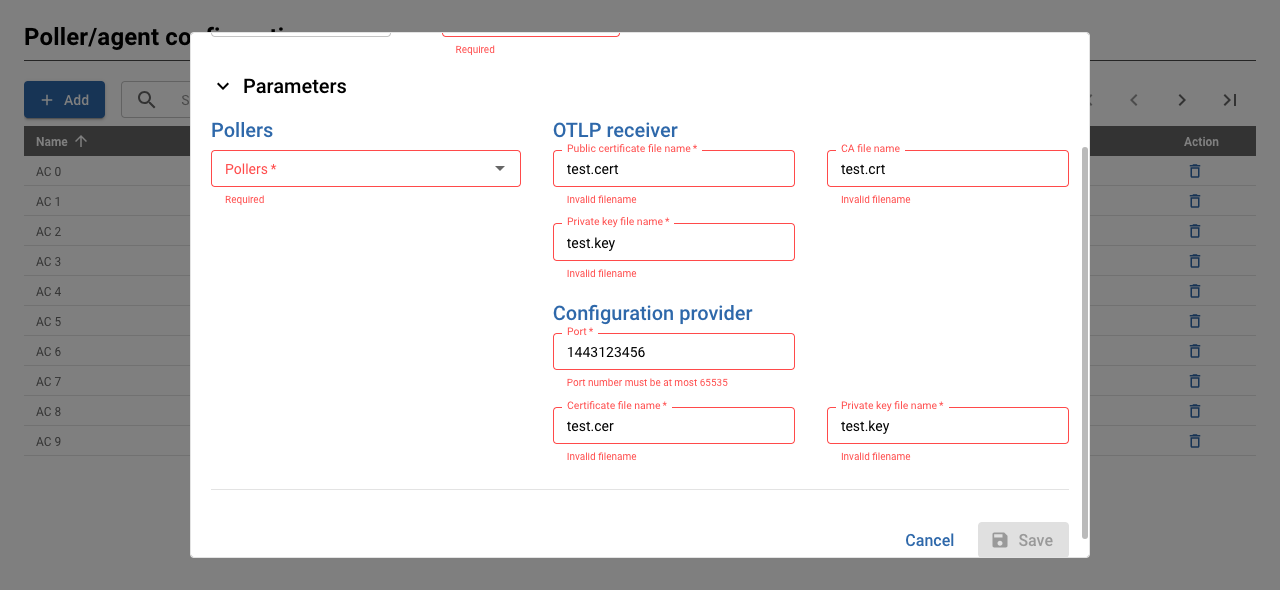 Poller/agent co
Required
Add
S
Parameters
Name
Action
Pollers
OTLP receiver
Public certificate file name *
CA file name
Pollers *
test.cert
test.crt
Required
Invalid filename
Invalid filename
Private key file name *
test.key
Invalid filename
Configuration provider
Port *
1443123456
Port number must be at most 65535
Certificate file name *
Private key file name *
test.cer
test.key
Invalid filename
Invalid filename
AC 0
AC 1
AC 2
AC 3
AC 4
AC 5
AC 6
AC 7
AC 8
AC 9
Cancel
Save